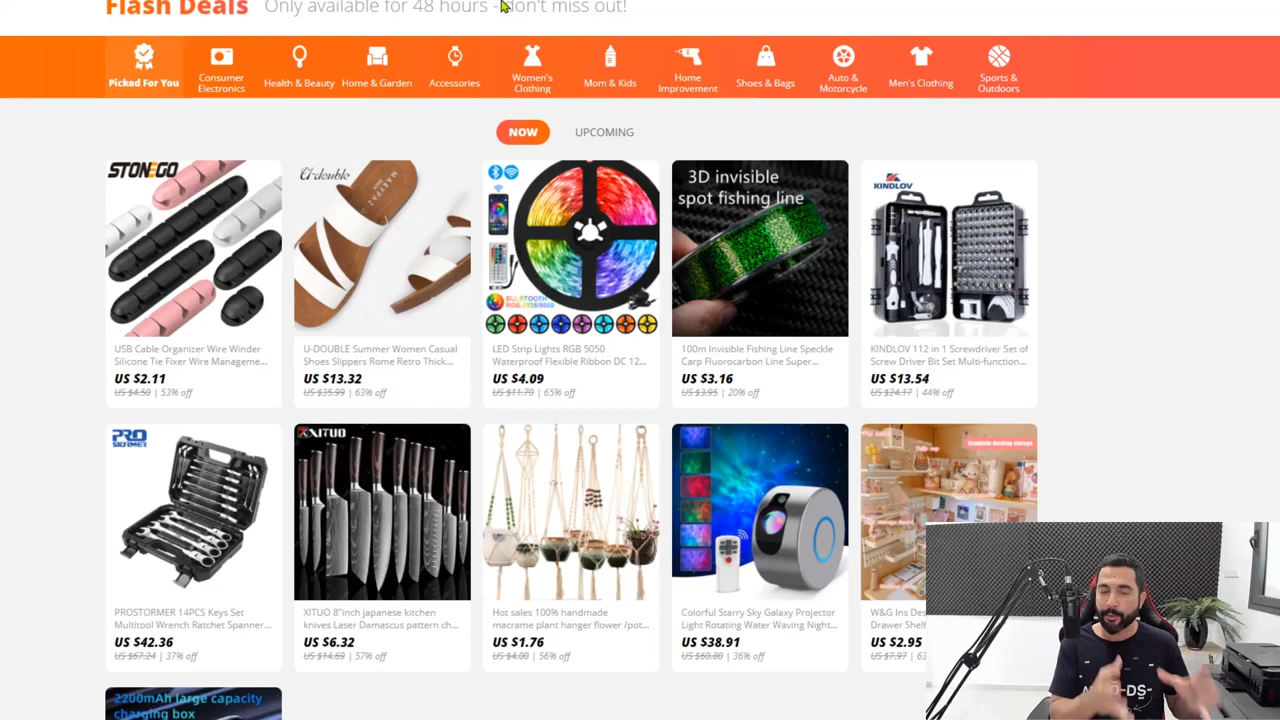 Flash Deals Only available for 48 hours - don't miss out!
Picked For You
Consumer
Electronics
Health & Beauty
Home & Garden
Accessories
Women's
Clothing
Mom & Kids
Home
Improvement
Shoes & Bags
Auto &
Motorcycle
Men's Clothing
Sports &
Outdoors
NOW
UPCOMING
STONEGO
U-double
3D invisible
spot fishing line
KINDLOV
USB Cable Organizer Wire Winder
Silicone Tie Fixer Wire Manageme...
US $2.11
US $4.50 | 53% off
U-DOUBLE Summer Women Casual
Shoes Slippers Rome Retro Thick...
US $13.32
US $35.99 | 63% off
LED Strip Lights RGB 5050
Waterproof Flexible Ribbon DC 12...
US $4.09
US $11.70 | 65% off
100m Invisible Fishing Line Speckle
Carp Fluorocarbon Line Super...
US $3.16
US $3.95 | 20% off
KINDLOV 112 in 1 Screwdriver Set of
Screw Driver Bit Set Multi-function...
US $13.54
US $24.17 | 44% off
PRO
STORMER
XITUO
Complete desktop storage
PROSTORMER 14PCS Keys Set
Multitool Wrench Ratchet Spanner...
US $42.36
US $67.24 | 37% off
XITUO 8"inch japanese kitchen
knives Laser Damascus pattern ch...
US $6.32
US $14.69 | 57% off
Hot sales 100% handmade
macrame plant hanger flower /pot...
US $1.76
US $4.00 | 56% off
Colorful Starry Sky Galaxy Projector
Light Rotating Water Waving Night...
US $38.91
US $60.80 | 36% off
W&G Ins Des
Drawer Shelf
US $2.95
US $7.97 | 63
2200mAh large capacity
charging box